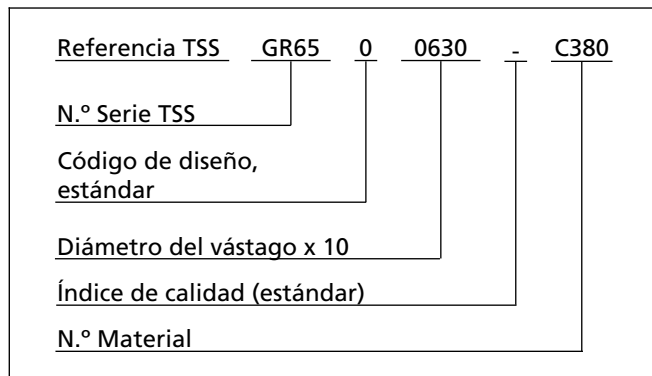 Referencia TSS GR65 0 0630 - C380
N.º Serie TSS
Código de diseño,
estándar
Diámetro del vástago x 10
Índice de calidad (estándar)
N.º Material